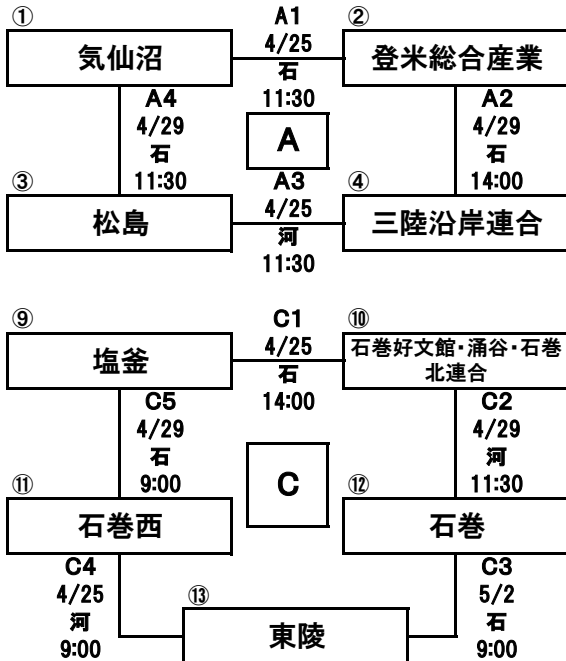 A1
①
4/25
②
気仙沼
石
登米総合産業
11:30
A4
4/29
石
11:30
A
A2
4/29
石
14:00
③
A3
④
松島
4/25
河
11:30
三陸沿岸連合
⑨
C1
⑩
塩釜
4/25
石
14:00
石巻好文館・涌谷・石巻
北連合
C5
4/29
石
9:00
C
C2
4/29
河
11:30
⑪
⑫
石巻西
石巻
C4
4/25
河
9:00
⑬
東陵
C3
5/2
石
9:00